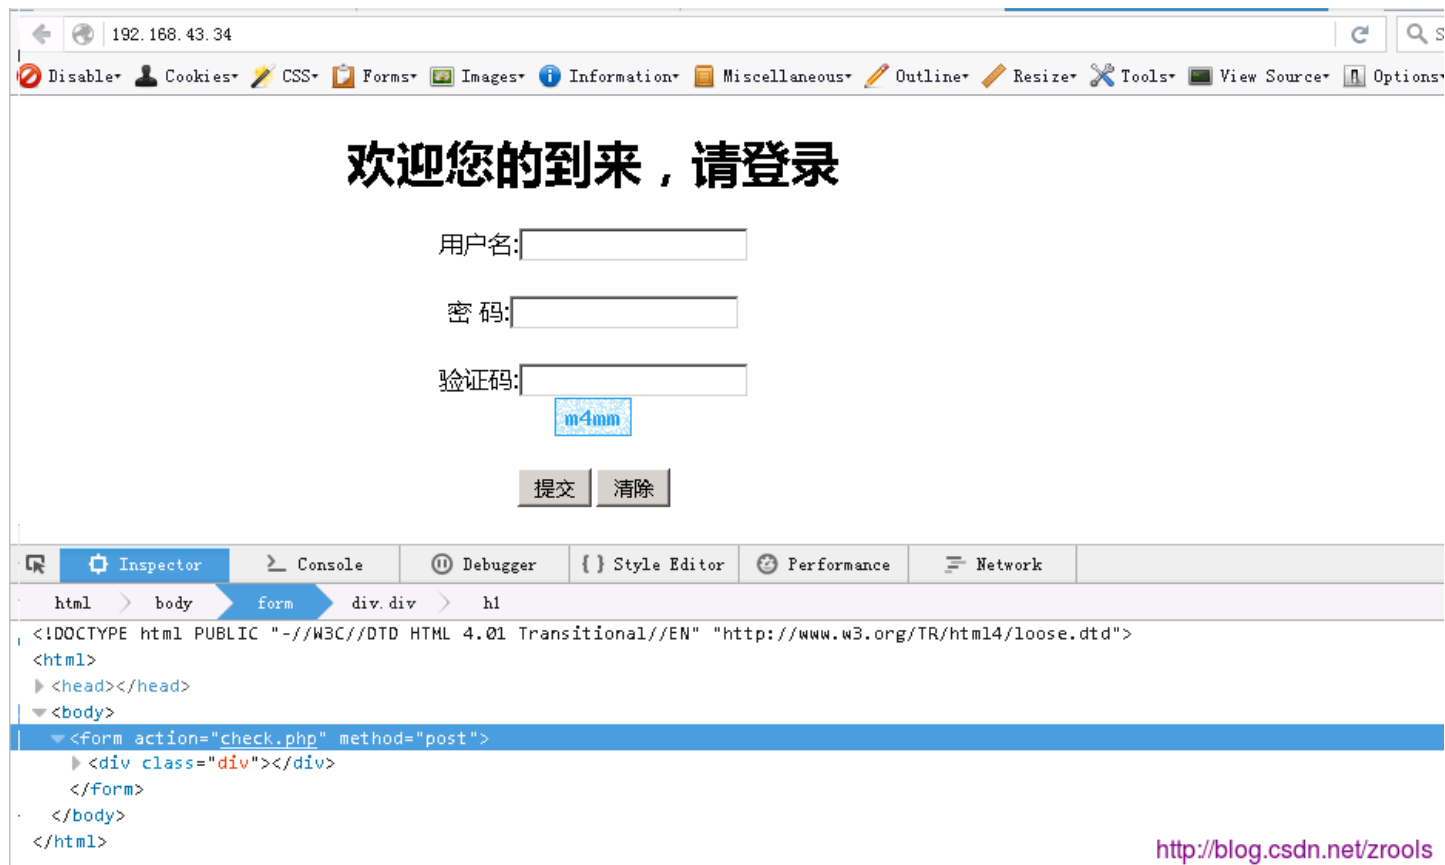 192.168.43.34
S
Disable▾ Cookies▾ CSS▾ Forms▾ Images▾ Information▾ Miscellaneous▾ Outline▾ Resize▾ Tools▾ View Source▾ Options▾
欢迎您的到来，请登录
用户名:
密 码:
验证码:
m4mm
提交 清除
Inspector Console Debugger { } Style Editor Performance Network
html body form div.div h1
<!DOCTYPE html PUBLIC "-//W3C//DTD HTML 4.01 Transitional//EN" "http://www.w3.org/TR/html4/loose.dtd">
<html>
<head></head>
<body>
<form action="check.php" method="post">
<div class="div"></div>
</form>
</body>
</html>
http://blog.csdn.net/zrools